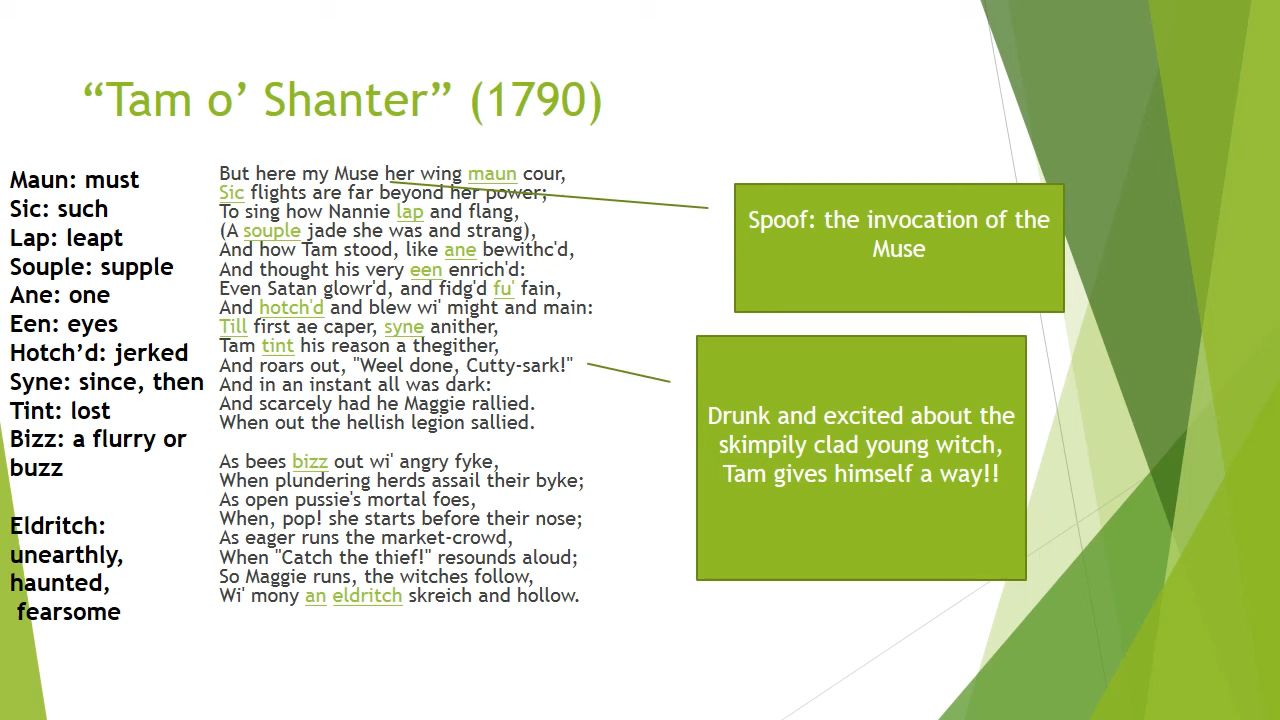 “Tam o’ Shanter” (1790)
Maun: must
Sic: such
Lap: leapt
Souple: supple
Ane: one
Een: eyes
Hotch’d: jerked
Syne: since, then
Tint: lost
Bizz: a flurry or
buzz
Eldritch:
unearthly,
haunted,
fearsome
But here my Muse her wing maun cour,
Sic flights are far beyond her power;
To sing how Nannie lap and flang,
(A souple jade she was and strang),
And how Tam stood, like ane bewithc'd,
And thought his very een enrich'd:
Even Satan glowr'd, and fidg'd fu' fain,
And hotch'd and blew wi' might and main:
Till first ae caper, syne anither,
Tam tint his reason a thegither,
And roars out, "Weel done, Cutty-sark!"
And in an instant all was dark:
And scarcely had he Maggie rallied.
When out the hellish legion sallied.
As bees bizz out wi' angry fyke,
When plundering herds assail their byke;
As open pussie's mortal foes,
When, pop! she starts before their nose;
As eager runs the market-crowd,
When "Catch the thief!" resounds aloud;
So Maggie runs, the witches follow,
Wi' mony an eldritch skreich and hollow.
Spoof: the invocation of the
Muse
Drunk and excited about the
skimpily clad young witch,
Tam gives himself a way!!